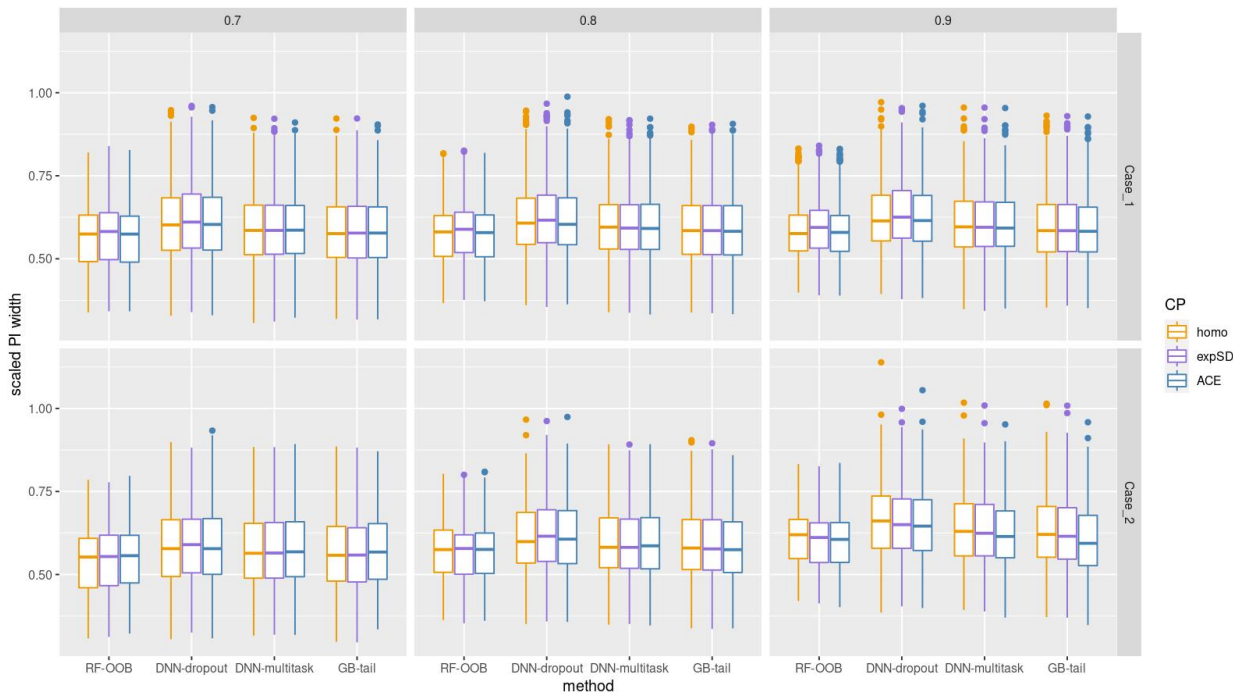 0.7
0.8
0.9
1.00
0.75
0.50
Case_1
1.00
0.75
0.50
Case_2
scaled PI width
RF-OOB DNN-dropout DNN-multitask GB-tail
RF-OOB DNN-dropout DNN-multitask GB-tail
RF-OOB DNN-dropout DNN-multitask GB-tail
method
CP
homo
expSD
ACE